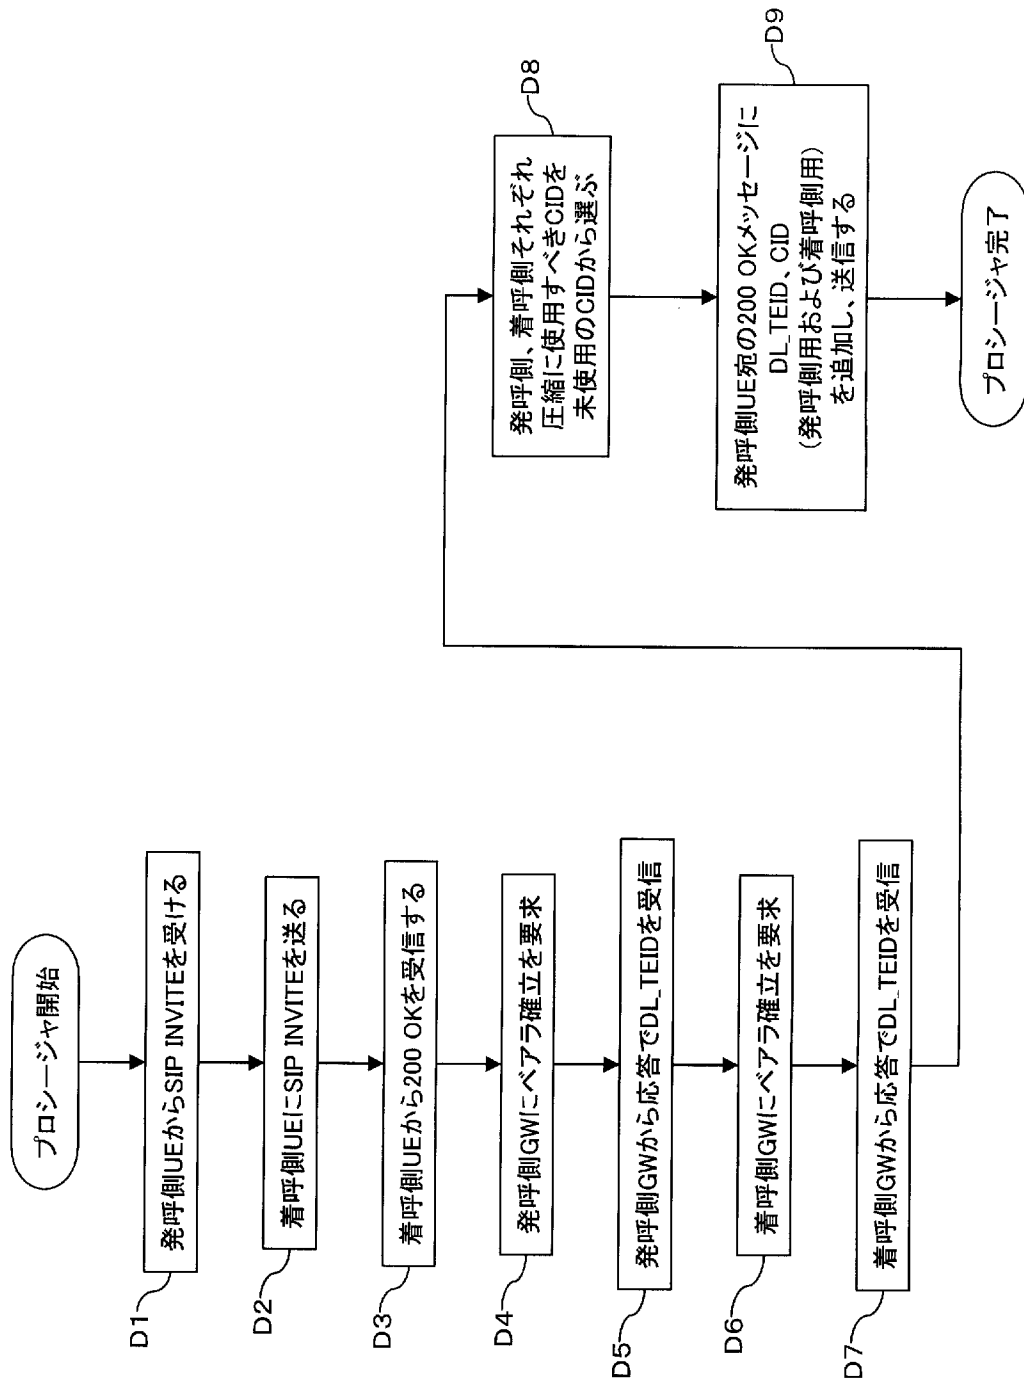 プロシージャ開始
D1
発呼側UEからSIP INVITEを受ける
D2
着呼側UEにSIP INVITEを送る
D3
着呼側UEから200 OKを受信する
D4
発呼側GWにベアラ確立を要求
D5
発呼側GWから応答でDL_TEIDを受信
D6
着呼側GWにベアラ確立を要求
D7
着呼側GWから応答でDL_TEIDを受信
D8
発呼側、着呼側それぞれ
圧縮に使用すべきCIDを
未使用のCIDから選ぶ
D9
発呼側UE宛の200 OKメッセージに
DL_TEID、CID
(発呼側用および着呼側用)
を追加し、送信する
プロシージャ完了